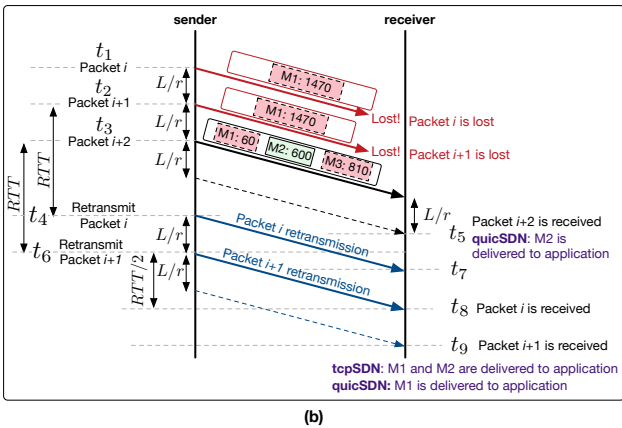 sender
receiver
t1
Packet i
L/r
M1: 1470
t2
Packet i+1
L/r
M1: 1470
Lost! Packet i is lost
t3
Packet i+2
L/r
M1: 60
M2: 600
M3: 810
Lost! Packet i+1 is lost
RTT
RTT
L/r
t4
Retransmit
Packet i
L/r
Packet i retransmission
t5
Packet i+2 is received
quicSDN: M2 is
delivered to application
t6
Retransmit
Packet i+1
RTT/2
L/r
Packet i+1 retransmission
t7
t8 Packet i is received
t9 Packet i+1 is received
tcpSDN: M1 and M2 are delivered to application
quicSDN: M1 is delivered to application
(b)